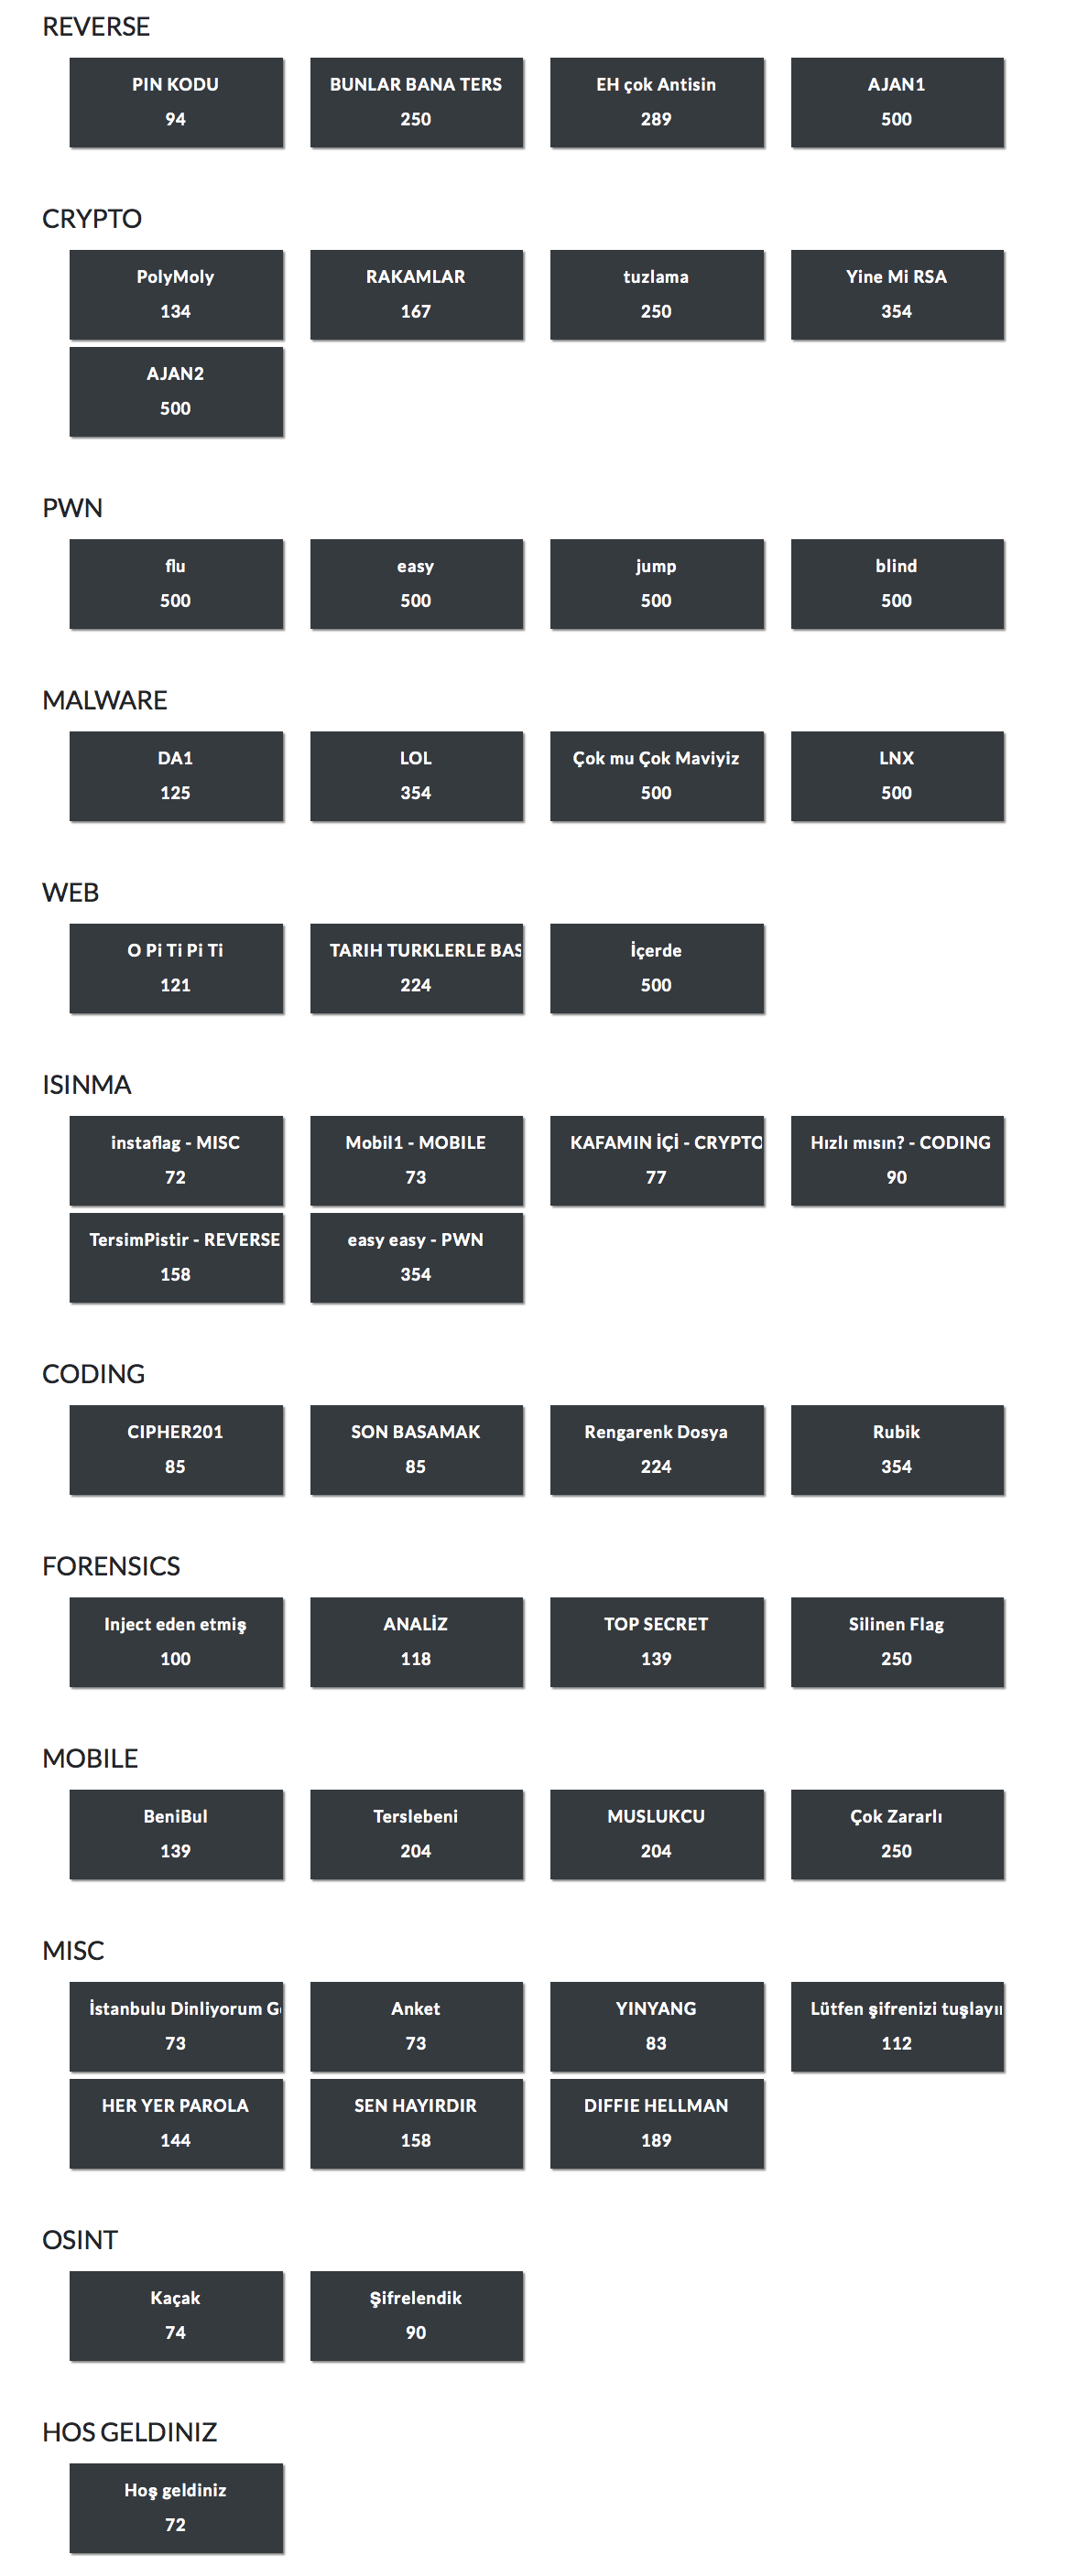 REVERSE
PIN KODU BUNLAR BANA TERS EH çok Antisin AJAN1
94 250 289 500
CRYPTO
PolyMoly RAKAMLAR tuzlama Yine Mi RSA
134 167 250 354
AJAN2
500
PWN
flu easy jump blind
500 500 500 500
MALWARE
DA1 LOL Çok mu Çok Maviyiz LNX
125 354 500 500
WEB
O Pi Ti Pi Ti TARIH TURKLERLE BAS İçerde
121 224 500
ISINMA
instaflag - MISC Mobil1 - MOBILE KAFAMIN İÇİ - CRYPTO Hızlı mısın? - CODING
72 73 77 90
TersimPistir - REVERSE easy easy - PWN
158 354
CODING
CIPHER201 SON BASAMAK Rengarenk Dosya Rubik
85 85 224 354
FORENSICS
Inject eden etmiş ANALİZ TOP SECRET Silinen Flag
100 118 139 250
MOBILE
BeniBul Terslebeni MUSLUKCU Çok Zararlı
139 204 204 250
MISC
İstanbulu Dinliyorum Anket YINYANG Lütfen şifrenizi
73 73 83 112
HER YER PAROLA SEN HAYIRDIR DIFFIE HELLMAN
144 158 189
OSINT
Kaçak Şifrelendik
74 90
HOS GELDINIZ
Hoş geldiniz
72